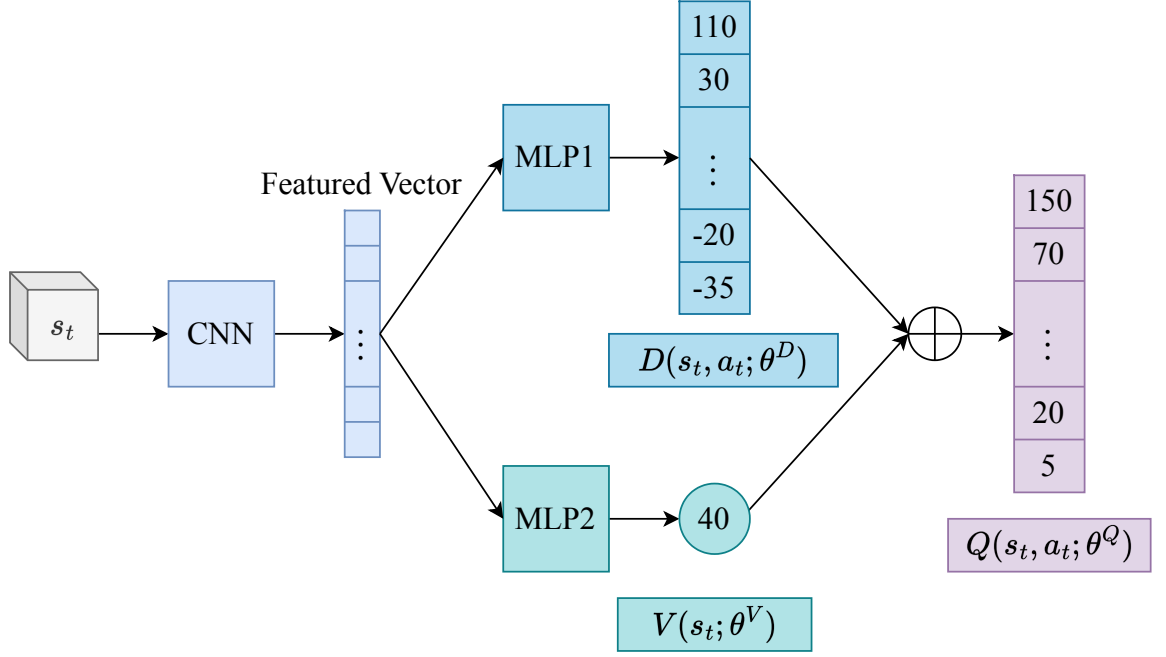 s_t
CNN
Featured Vector
⋮
MLP1
110
30
⋮
-20
-35
D(s_t, a_t; θ^D)
MLP2
40
V(s_t; θ^V)
150
70
⋮
20
5
Q(s_t, a_t; θ^Q)